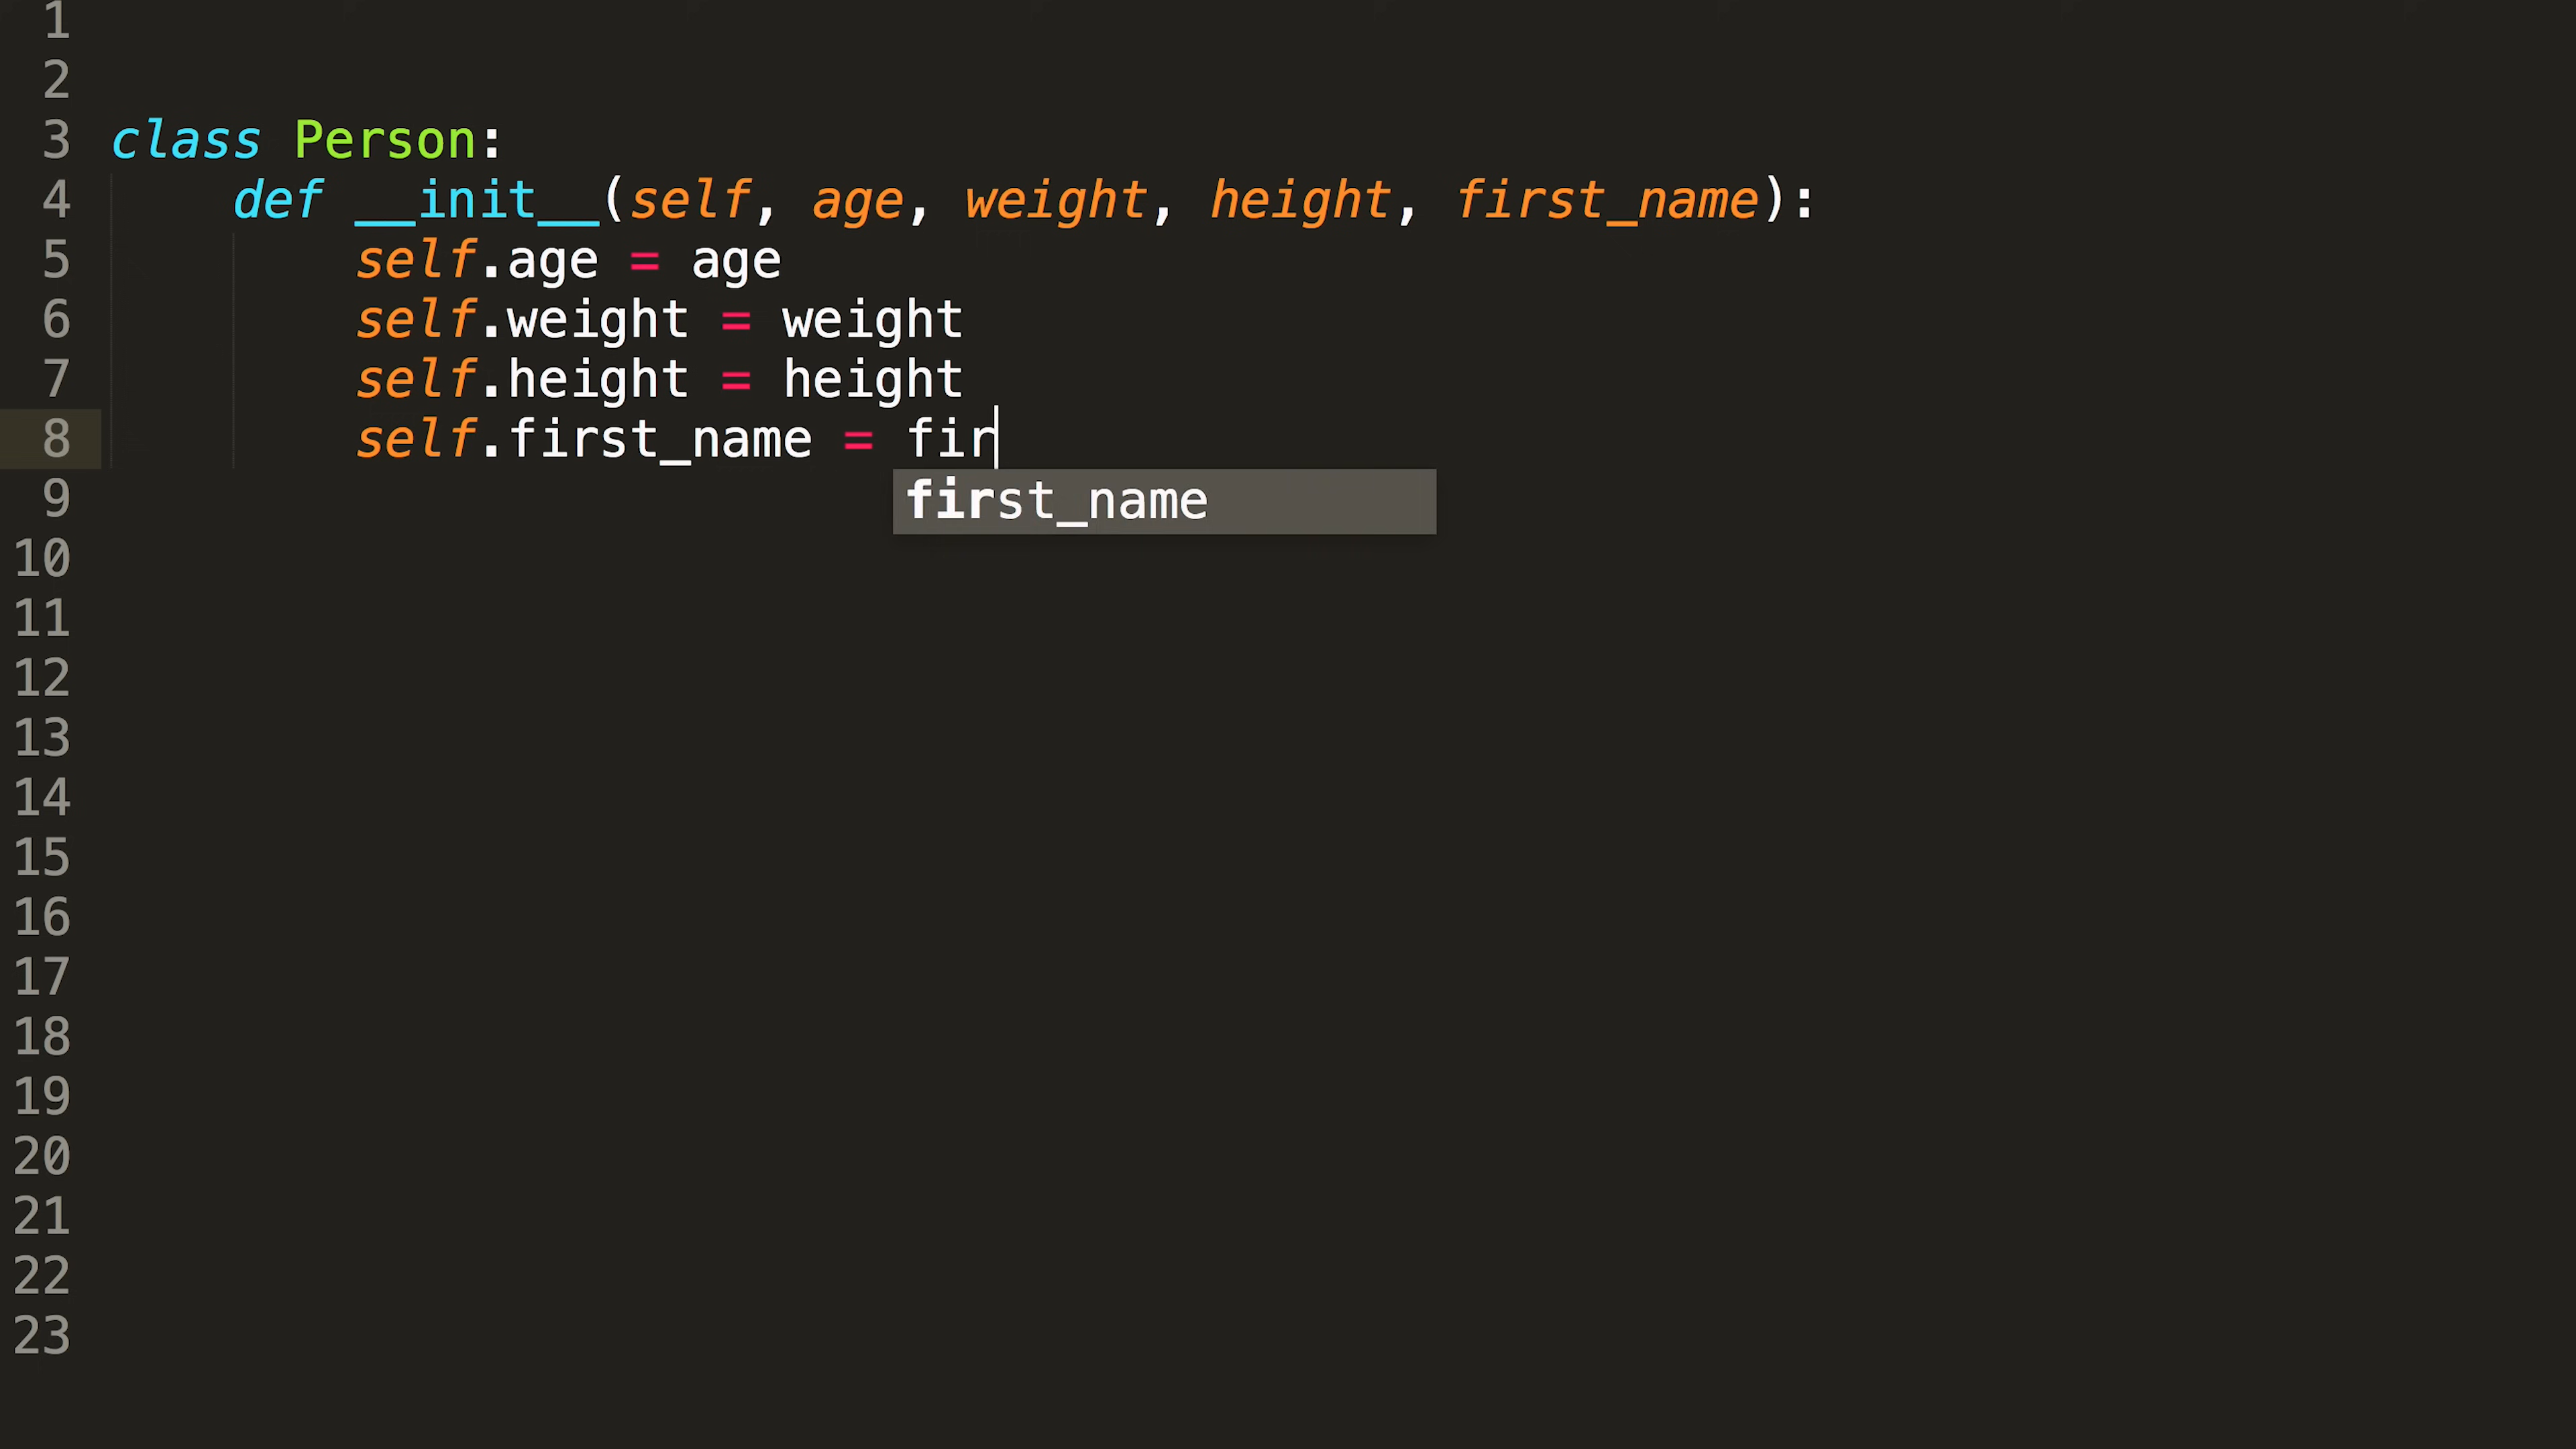 1
2
3 class Person:
4     def __init__(self, age, weight, height, first_name):
5         self.age = age
6         self.weight = weight
7         self.height = height
8         self.first_name = fir
9 first_name
10
11
12
13
14
15
16
17
18
19
20
21
22
23